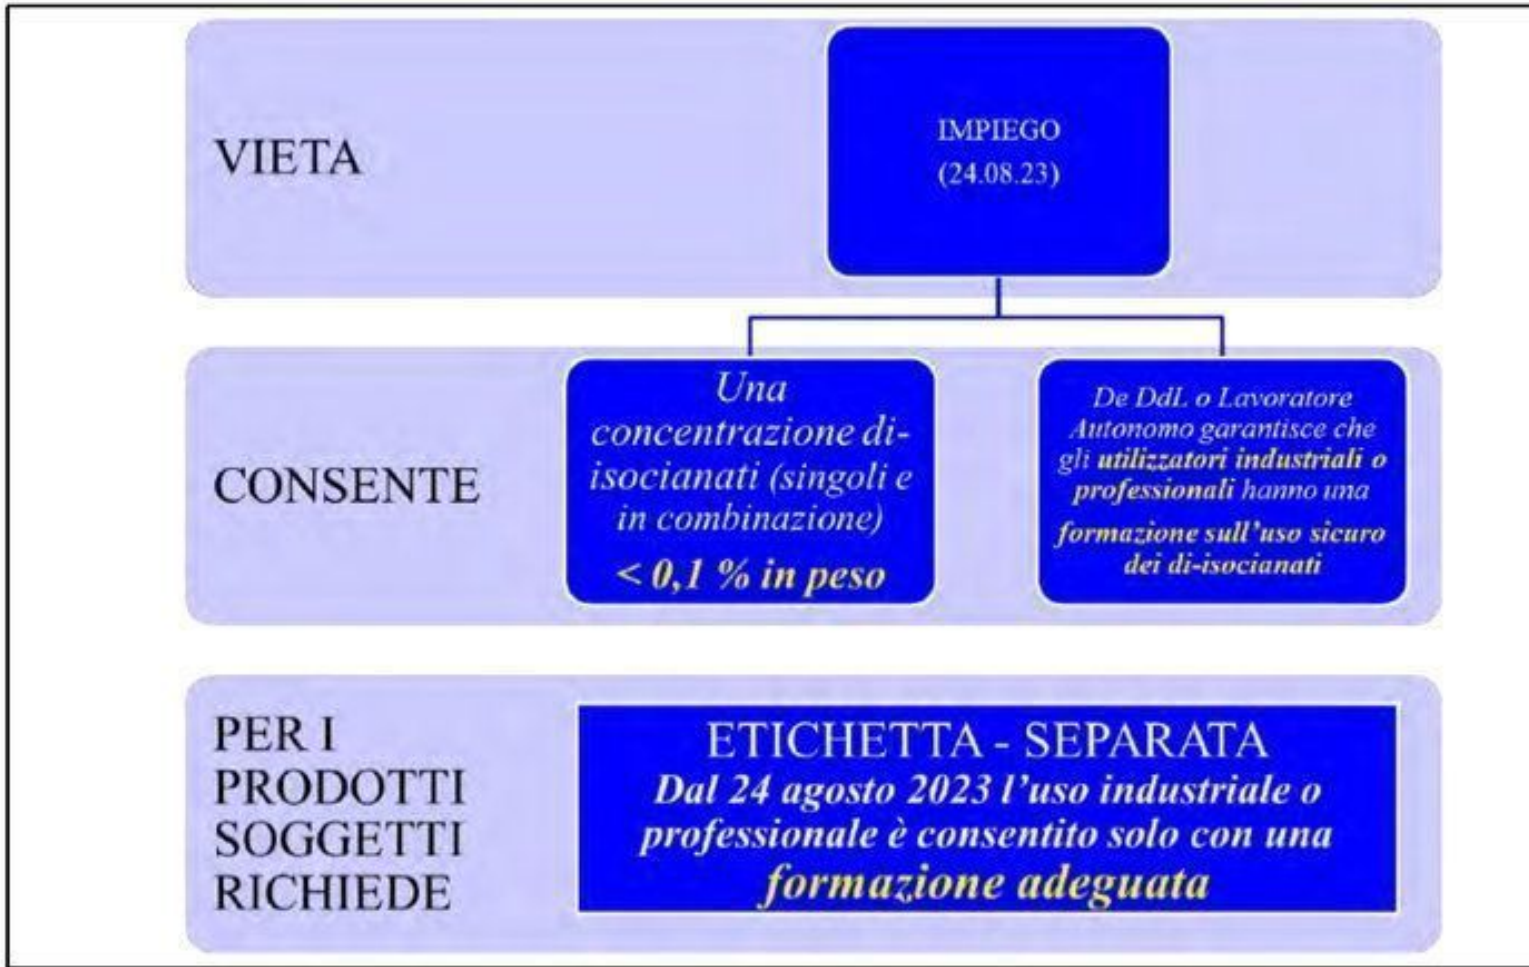 VIETA
IMPIEGO
(24.08.23)
CONSENTE
Una
concentrazione di-
isocianati (singoli e
in combinazione)
< 0,1 % in peso
De DdL o Lavoratore
Autonomo garantisce che
gli utilizzatori industriali o
professionali hanno una
formazione sull'uso sicuro
dei di-isocianati
PER I
PRODOTTI
SOGGETTI
RICHIEDE
ETICHETTA - SEPARATA
Dal 24 agosto 2023 l'uso industriale o
professionale è consentito solo con una
formazione adeguata